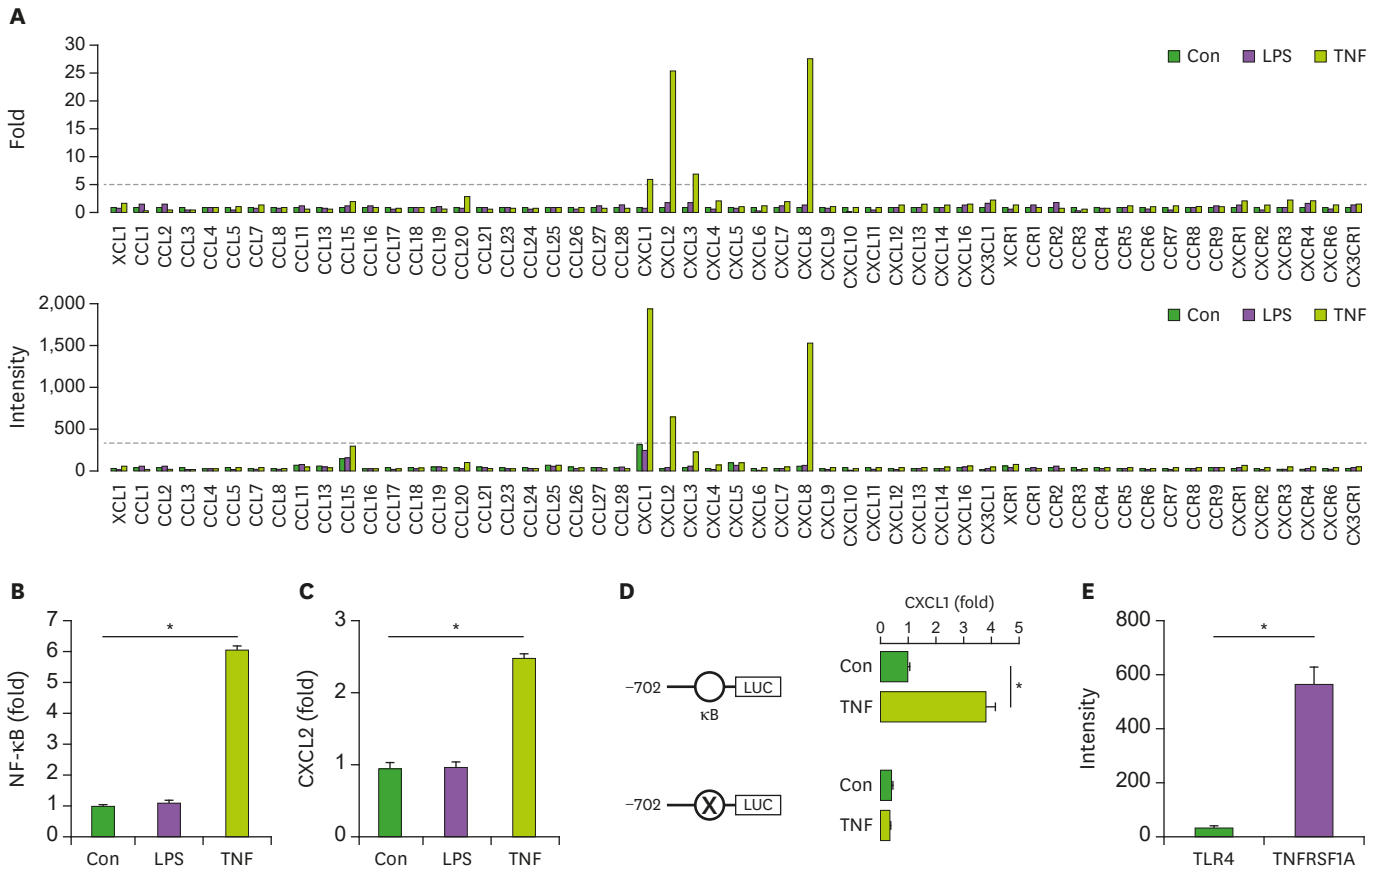 A
Fold
30
25
20
15
10
5
0
Con LPS TNF
XCL1 CCL1 CCL2 CCL3 CCL4 CCL5 CCL7 CCL8 CCL11 CCL13 CCL15 CCL16 CCL17 CCL18 CCL19 CCL20 CCL21 CCL23 CCL24 CCL25 CCL26 CCL27 CCL28 CXCL1 CXCL2 CXCL3 CXCL4 CXCL5 CXCL6 CXCL7 CXCL8 CXCL9 CXCL10 CXCL11 CXCL12 CXCL13 CXCL14 CXCL16 CX3CL1 XCR1 CCR1 CCR2 CCR3 CCR4 CCR5 CCR6 CCR7 CCR8 CCR9 CXCR1 CXCR2 CXCR3 CXCR4 CXCR6 CX3CR1
Intensity
2,000
1,500
1,000
500
0
Con LPS TNF
XCL1 CCL1 CCL2 CCL3 CCL4 CCL5 CCL7 CCL8 CCL11 CCL13 CCL15 CCL16 CCL17 CCL18 CCL19 CCL20 CCL21 CCL23 CCL24 CCL25 CCL26 CCL27 CCL28 CXCL1 CXCL2 CXCL3 CXCL4 CXCL5 CXCL6 CXCL7 CXCL8 CXCL9 CXCL10 CXCL11 CXCL12 CXCL13 CXCL14 CXCL16 CX3CL1 XCR1 CCR1 CCR2 CCR3 CCR4 CCR5 CCR6 CCR7 CCR8 CCR9 CXCR1 CXCR2 CXCR3 CXCR4 CXCR6 CX3CR1
B
NF-κB (fold)
7
6
5
4
3
2
1
0
*
Con LPS TNF
C
CXCL2 (fold)
3
2
1
0
*
Con LPS TNF
D
CXCL1 (fold)
0 1 2 3 4 5
−702 LUC
κB
Con
TNF
*
−702 X LUC
Con
TNF
E
Intensity
800
600
400
200
0
*
TLR4 TNFRSF1A